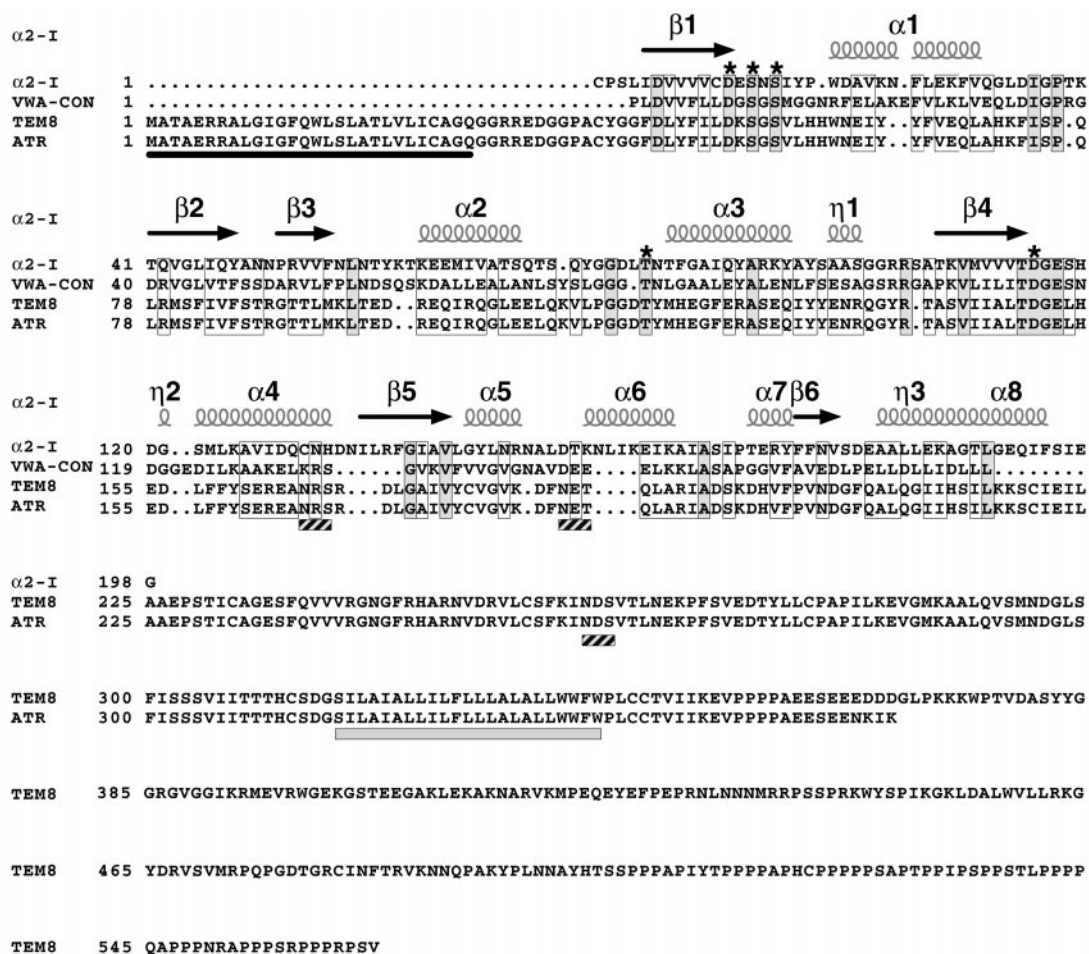 α2-I β1 α1
* * *
α2-I 1 .....................................CPSLIDVVVVCDESNSIYP.WDAVKN.FLEKFVQGLDIGPTK
VWA-CON 1 ........................................PLDVVFLLDGSGSMGGNRFELAKEFVLKLVEQLDIGPRG
TEM8 1 MATAERRALGIGFQWLSLATLVLICAGQGGRREDGGPACYGGFDLYFILDKSGSVLHHWNEIY..YFVEQLAHKFISP.Q
ATR 1 MATAERRALGIGFQWLSLATLVLICAGQGGRREDGGPACYGGFDLYFILDKSGSVLHHWNEIY..YFVEQLAHKFISP.Q
α2-I β2 β3 α2 α3 η1 β4
* *
α2-I 41 TQVGLIQYANNPRVVFNLNTYKTKEEMIVATSQTS.QYGGDLTNTFGAIQYARKYAYSAASGGRRSATKVMVVVTDGESH
VWA-CON 40 DRVGLVTFSSDARVLFPLNDSQSKDALLEALANLSYSLGGG.TNLGAALEYALENLFSESAGSRRGAPKVLILITDGESN
TEM8 78 LRMSFIVFSTRGTTLMKLTED..REQIRQGLEELQKVLPGGDTYMHEGFERASEQIYYENRQGYR.TASVIIALTDGELH
ATR 78 LRMSFIVFSTRGTTLMKLTED..REQIRQGLEELQKVLPGGDTYMHEGFERASEQIYYENRQGYR.TASVIIALTDGELH
α2-I η2 α4 β5 α5 α6 α7 β6 η3 α8
α2-I 120 DG..SMLKAVIDQCNHDNILRFGIAVLGYLNRNALDTKNLIKEIKAIASIPTERYFFNVSDEAALLEKAGTLGEQIFSIE
VWA-CON 119 DGGEDILKAAKELKRS.....GVKVFVVGVGNAVDEE....ELKKLASAPGGVFAVEDLPELLDLLIDLLL
TEM8 155 ED..LFFYSEREANRSR...DLGAIVYCVGVK.DFNET....QLARIADSKDHVFPVNDGFQALQGIIHSILKKSCIEIL
ATR 155 ED..LFFYSEREANRSR...DLGAIVYCVGVK.DFNET....QLARIADSKDHVFPVNDGFQALQGIIHSILKKSCIEIL
α2-I 198 G
TEM8 225 AAEPSTICAGESFQVVVRGNGFRHARNVDRVLCSFKINDSVTLNEKPFSVEDTYLLCPAPILKEVGMKAALQVSMNDGLS
ATR 225 AAEPSTICAGESFQVVVRGNGFRHARNVDRVLCSFKINDSVTLNEKPFSVEDTYLLCPAPILKEVGMKAALQVSMNDGLS
TEM8 300 FISSSVIITTTHCSDGSILAIALLILFLLLALALLWWFWPLCCTVIIKEVPPPPAEESEEEDDDGLPKKKWPTVDASYYG
ATR 300 FISSSVIITTTHCSDGSILAIALLILFLLLALALLWWFWPLCCTVIIKEVPPPPAEESEENKIK
TEM8 385 GRGVGGIKRMEVRWGEKGSTEEGAKLEKAKNARVKMPEQEYEFPEPRNLNNNMRRPSSPRKWYSPIKGKLDALWVLLRKG
TEM8 465 YDRVSVMRPQPGDTGRCINFTRVKNNQPAKYPLNNAYHTSSPPPAPIYTPPPPAPHCPPPPPSAPTPPIPSPPSTLPPPP
TEM8 545 QAPPPNRAPPPSRPPPRPSV